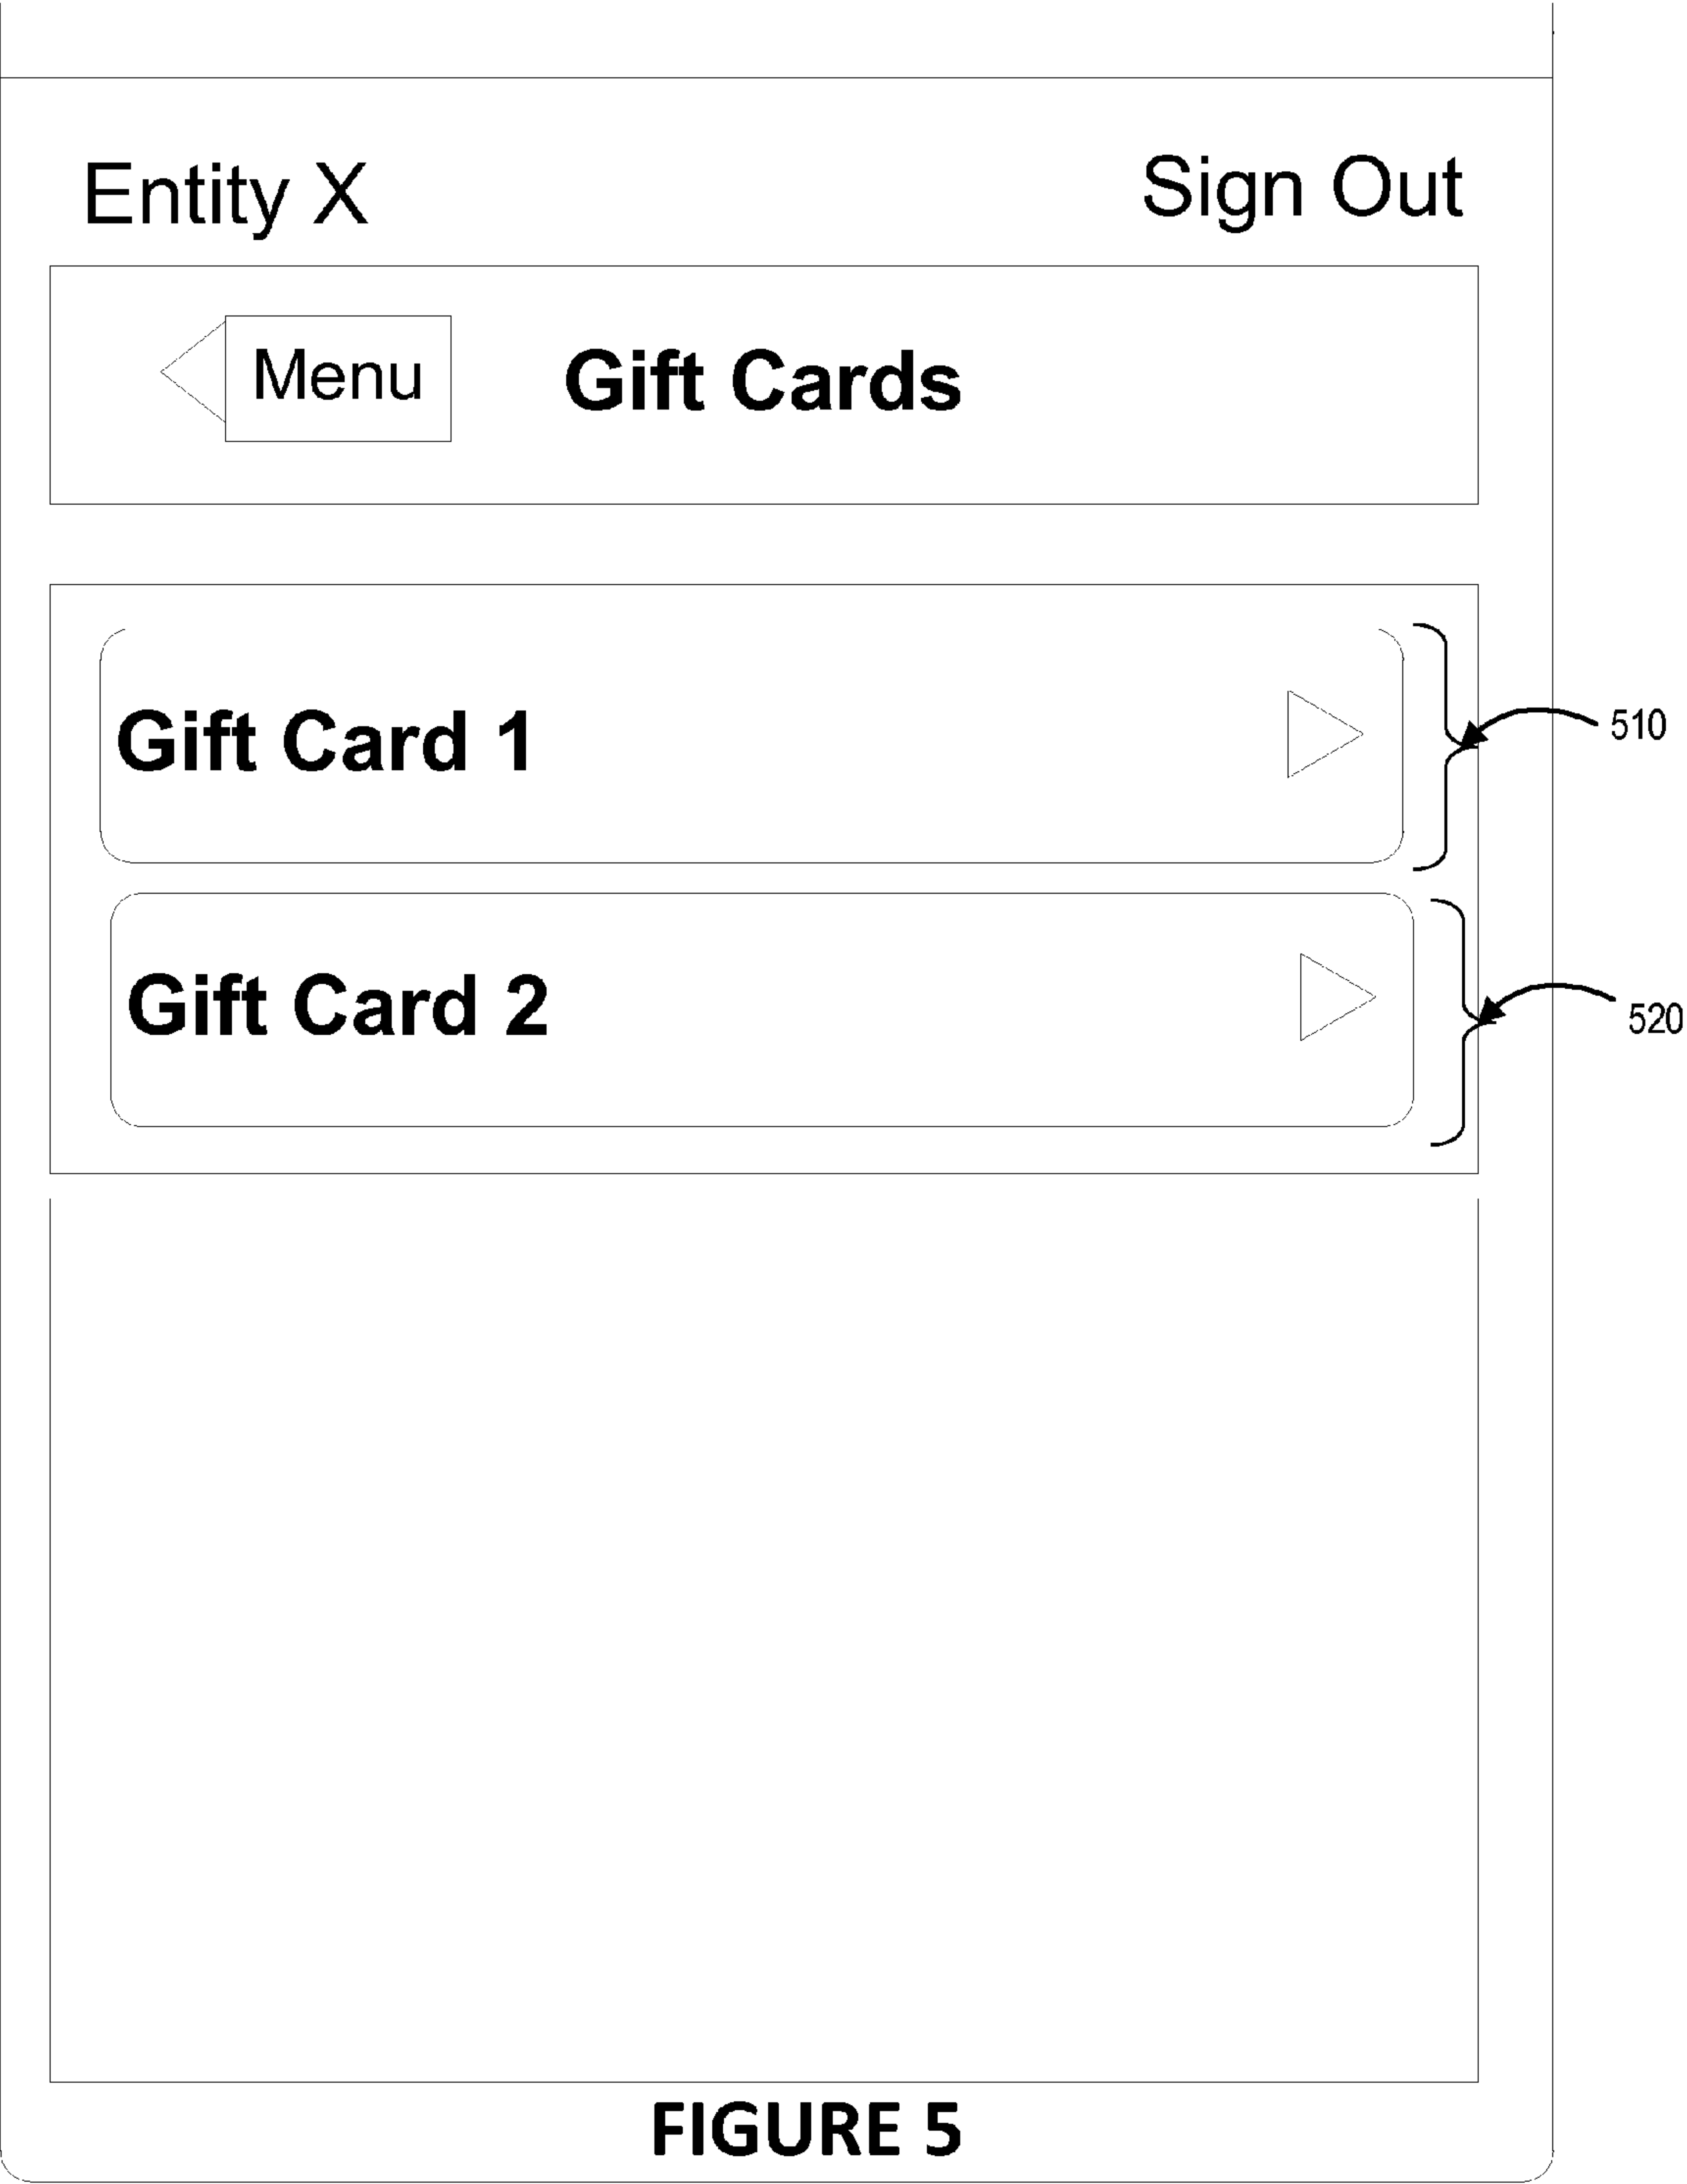 Entity X Sign Out
Menu Gift Cards
Gift Card 1
510
Gift Card 2
520
FIGURE 5